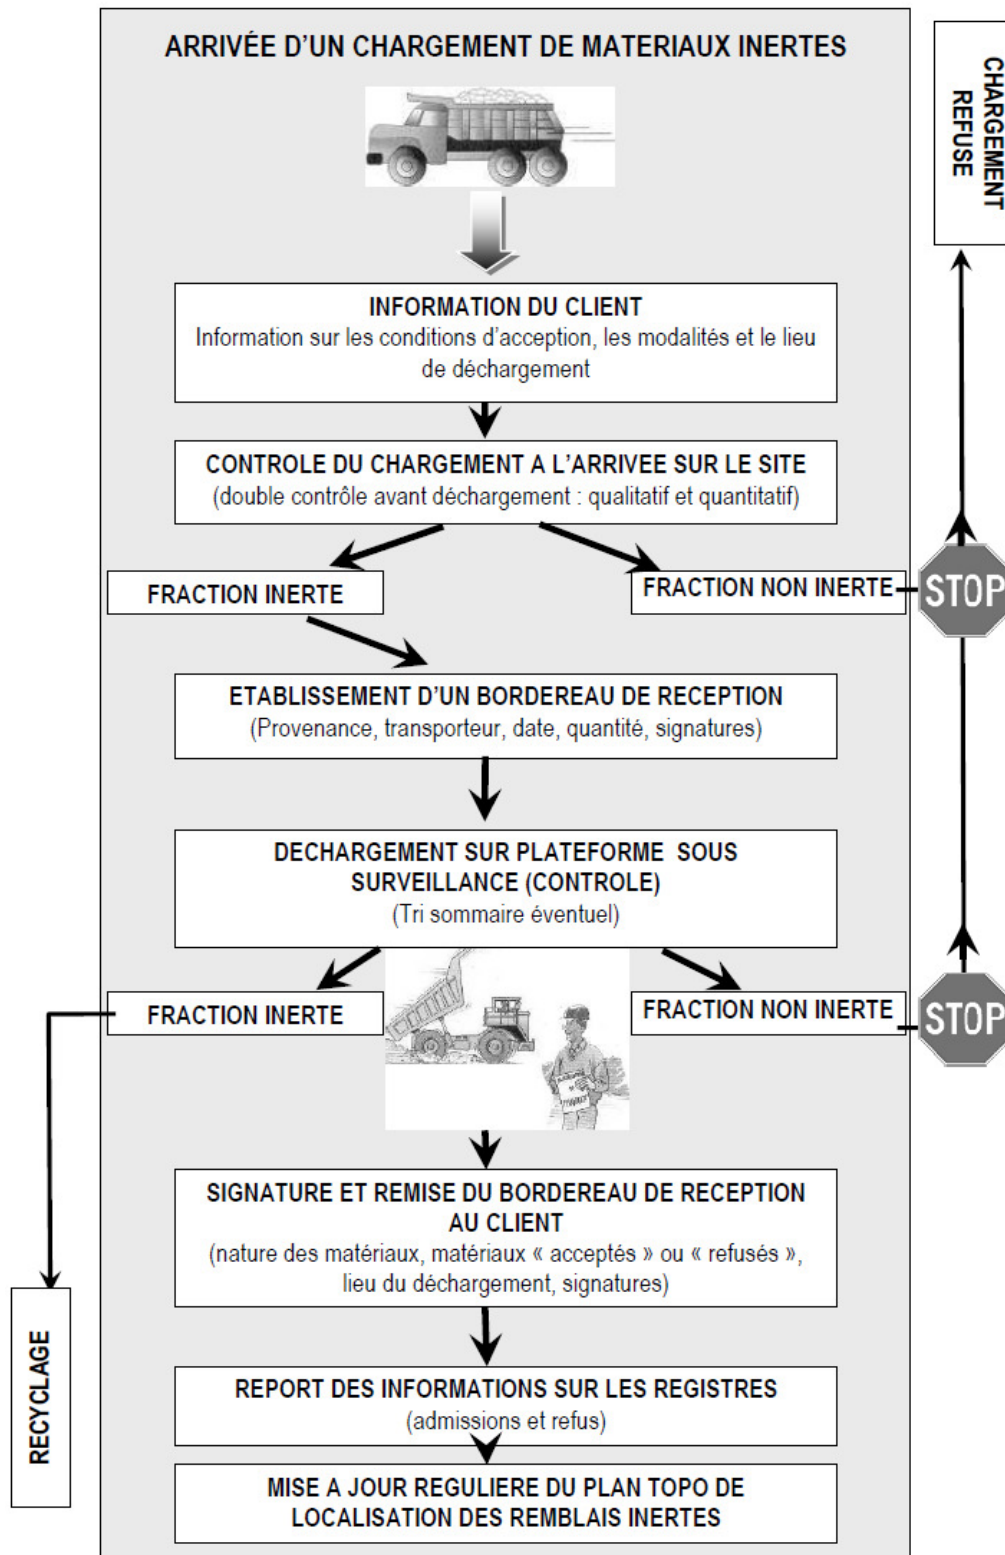 ARRIVÉE D'UN CHARGEMENT DE MATERIAUX INERTES
CHARGEMENT
REFUSE
INFORMATION DU CLIENT
Information sur les conditions d'acception, les modalités et le lieu
de déchargement
CONTROLE DU CHARGEMENT A L'ARRIVEE SUR LE SITE
(double contrôle avant déchargement : qualitatif et quantitatif)
FRACTION INERTE
FRACTION NON INERTE
STOP
ETABLISSEMENT D'UN BORDEREAU DE RECEPTION
(Provenance, transporteur, date, quantité, signatures)
DECHARGEMENT SUR PLATEFORME SOUS
SURVEILLANCE (CONTROLE)
(Tri sommaire éventuel)
FRACTION INERTE
FRACTION NON INERTE
STOP
SIGNATURE ET REMISE DU BORDEREAU DE RECEPTION
AU CLIENT
(nature des matériaux, matériaux « acceptés » ou « refusés »,
lieu du déchargement, signatures)
RECYCLAGE
REPORT DES INFORMATIONS SUR LES REGISTRES
(admissions et refus)
MISE A JOUR REGULIERE DU PLAN TOPO DE
LOCALISATION DES REMBLAIS INERTES